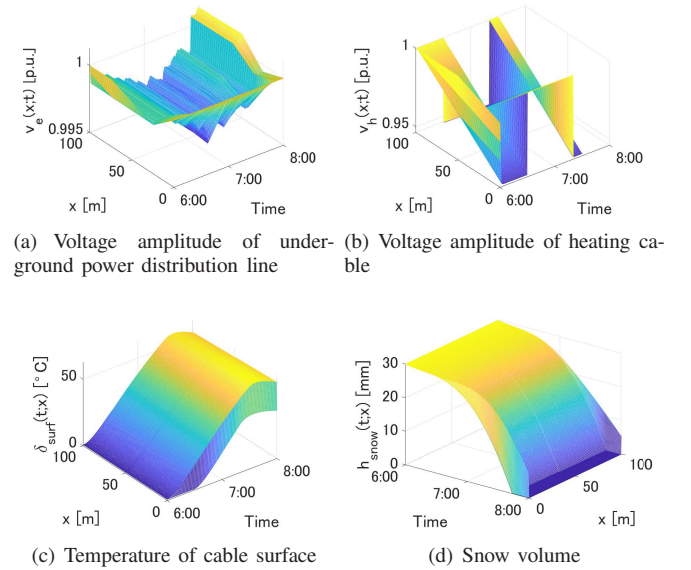 1
0.995
100
50
0
x [m]
v_e(x;t) [p.u.]
6:00
7:00
8:00
Time
(a) Voltage amplitude of under-
ground power distribution line
1
0.95
100
50
0
x [m]
v_h(x;t) [p.u.]
6:00
7:00
8:00
Time
(b) Voltage amplitude of heating ca-
ble
50
0
100
50
0
x [m]
δ_surf(t;x) [° C]
6:00
7:00
8:00
Time
(c) Temperature of cable surface
30
20
10
0
h_snow(t;x) [mm]
6:00
7:00
8:00
Time
0
50
100
x [m]
(d) Snow volume